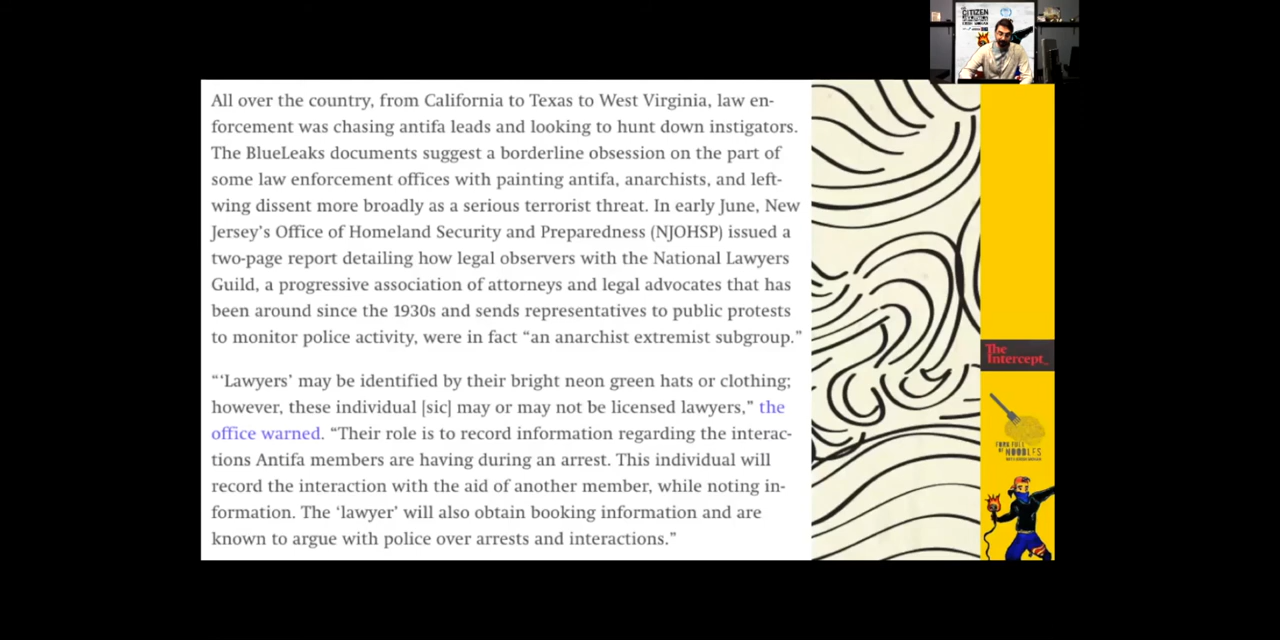 THE
CITIZEN
REVOLUTION
All over the country, from California to Texas to West Virginia, law en-
forcement was chasing antifa leads and looking to hunt down instigators.
The BlueLeaks documents suggest a borderline obsession on the part of
some law enforcement offices with painting antifa, anarchists, and left-
wing dissent more broadly as a serious terrorist threat. In early June, New
Jersey’s Office of Homeland Security and Preparedness (NJOHSP) issued a
two-page report detailing how legal observers with the National Lawyers
Guild, a progressive association of attorneys and legal advocates that has
been around since the 1930s and sends representatives to public protests
to monitor police activity, were in fact “an anarchist extremist subgroup.”
“‘Lawyers’ may be identified by their bright neon green hats or clothing;
however, these individual [sic] may or may not be licensed lawyers,” the
office warned. “Their role is to record information regarding the interac-
tions Antifa members are having during an arrest. This individual will
record the interaction with the aid of another member, while noting in-
formation. The ‘lawyer’ will also obtain booking information and are
known to argue with police over arrests and interactions.”
The
Intercept_
FORK FULL
OF NOODLES